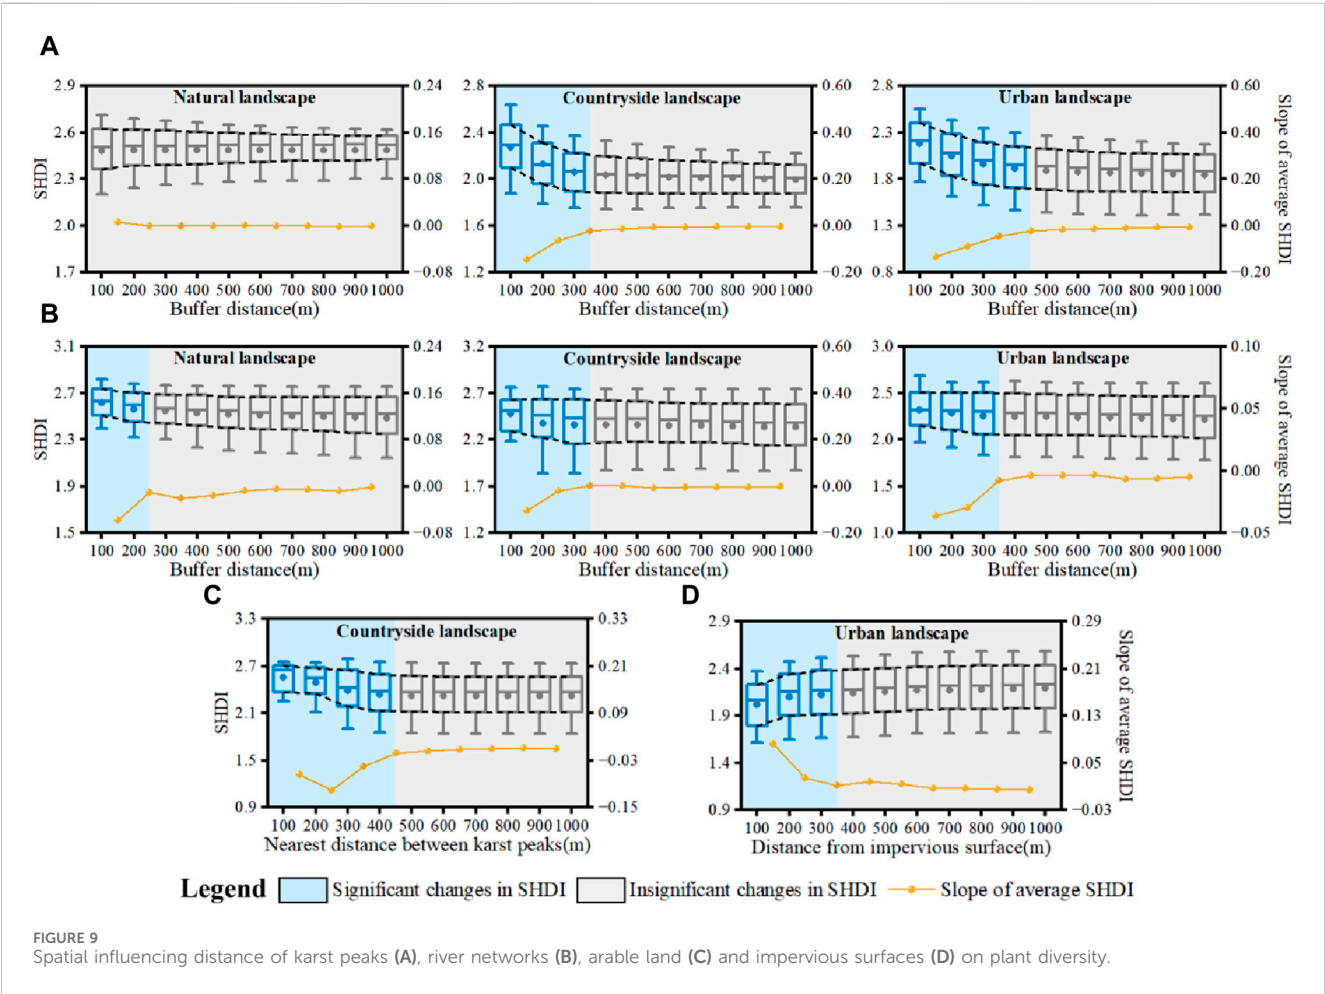 A
Natural landscape
Countryside landscape
Urban landscape
2.9
2.6
2.3
2.0
1.7
SHDI
0.24
0.16
0.08
0.00
−0.08
2.8
2.4
2.0
1.6
1.2
0.60
0.40
0.20
0.00
−0.20
2.8
2.3
1.8
1.3
0.8
0.60
0.40
0.20
0.00
−0.20
Slope of average SHDI
100 200 300 400 500 600 700 800 900 1000
100 200 300 400 500 600 700 800 900 1000
100 200 300 400 500 600 700 800 900 1000
Buffer distance(m)
Buffer distance(m)
Buffer distance(m)
B
Natural landscape
Countryside landscape
Urban landscape
3.1
2.7
2.3
1.9
1.5
SHDI
0.24
0.16
0.08
0.00
−0.08
3.2
2.7
2.2
1.7
1.2
0.60
0.40
0.20
0.00
−0.20
3.0
2.5
2.0
1.5
1.0
0.10
0.05
0.00
−0.05
Slope of average SHDI
100 200 300 400 500 600 700 800 900 1000
100 200 300 400 500 600 700 800 900 1000
100 200 300 400 500 600 700 800 900 1000
Buffer distance(m)
Buffer distance(m)
Buffer distance(m)
C
Countryside landscape
3.3
2.7
2.1
1.5
0.9
SHDI
0.33
0.21
0.09
−0.03
−0.15
100 200 300 400 500 600 700 800 900 1000
Nearest distance between karst peaks(m)
D
Urban landscape
2.9
2.4
1.9
1.4
0.9
0.29
0.21
0.13
0.05
−0.03
Slope of average SHDI
100 200 300 400 500 600 700 800 900 1000
Distance from impervious surface(m)
Legend Significant changes in SHDI Insignificant changes in SHDI Slope of average SHDI
FIGURE 9
Spatial influencing distance of karst peaks (A), river networks (B), arable land (C) and impervious surfaces (D) on plant diversity.